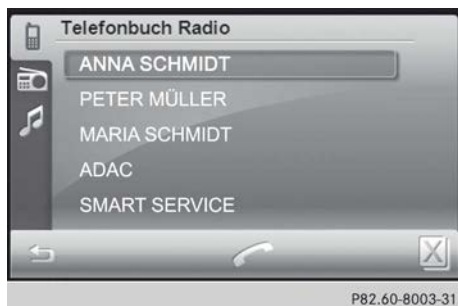 Telefonbuch Radio
ANNA SCHMIDT
PETER MÜLLER
MARIA SCHMIDT
ADAC
SMART SERVICE
X
P82.60-8003-31